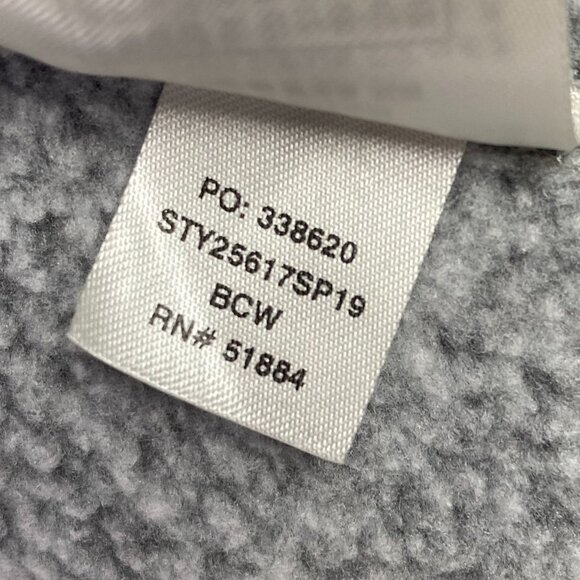 PO: 338620
STY25617SP19
BCW
RN# 51884